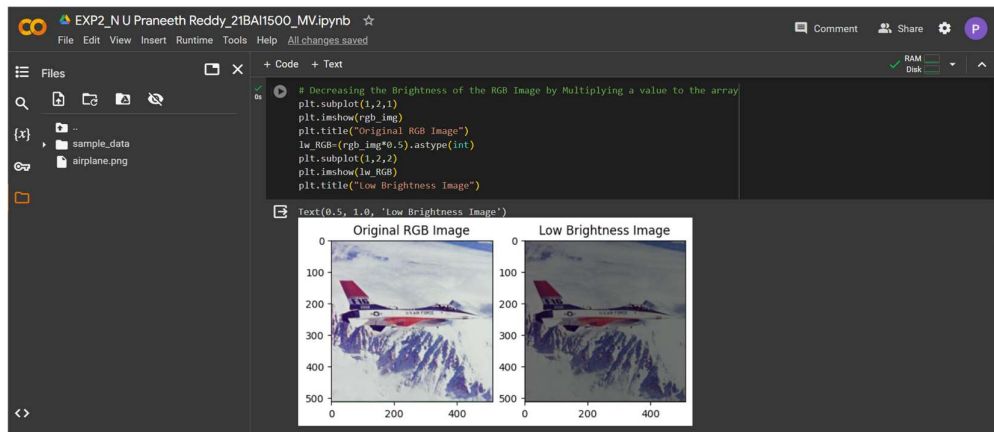 EXP2_N U Praneeth Reddy_21BAI1500_MV.ipynb
File Edit View Insert Runtime Tools Help All changes saved
Comment Share P
Files
+ Code + Text
RAM
Disk
{x}
..
sample_data
airplane.png
0s
# Decreasing the Brightness of the RGB Image by Multiplying a value to the array
plt.subplot(1,2,1)
plt.imshow(rgb_img)
plt.title("Original RGB Image")
lw_RGB=(rgb_img*0.5).astype(int)
plt.subplot(1,2,2)
plt.imshow(lw_RGB)
plt.title("Low Brightness Image")
Text(0.5, 1.0, 'Low Brightness Image')
Original RGB Image
0
100
200
300
400
500
0 200 400
U.S. AIR FORCE
Low Brightness Image
0
100
200
300
400
500
0 200 400